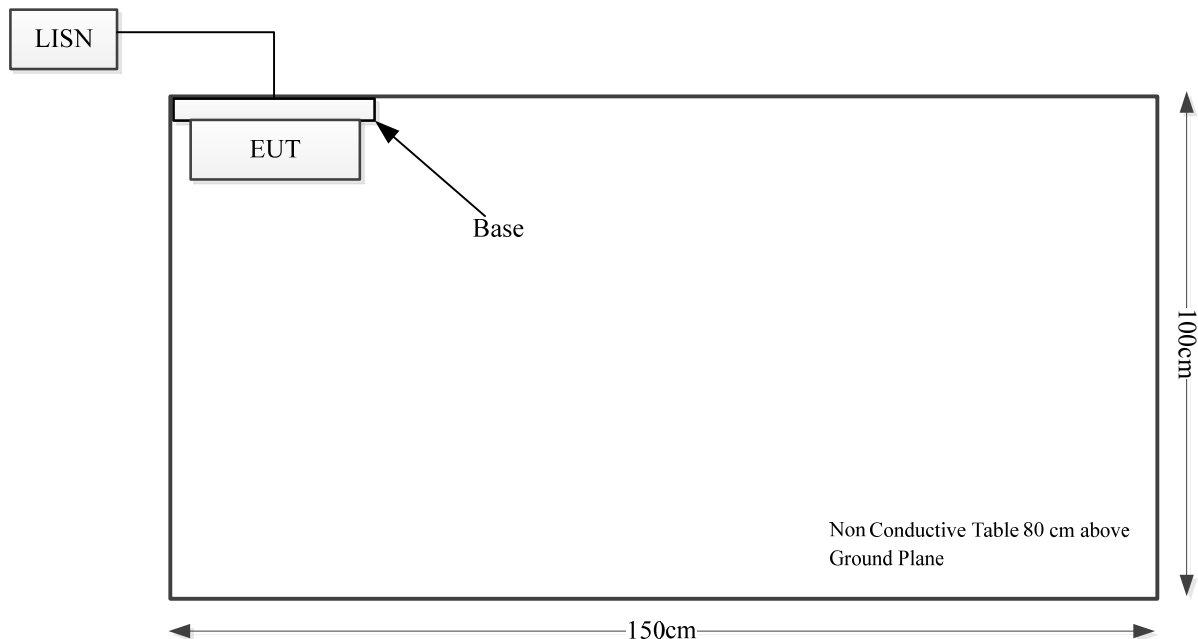 LISN
EUT
Base
100cm
Non Conductive Table 80 cm above
Ground Plane
150cm